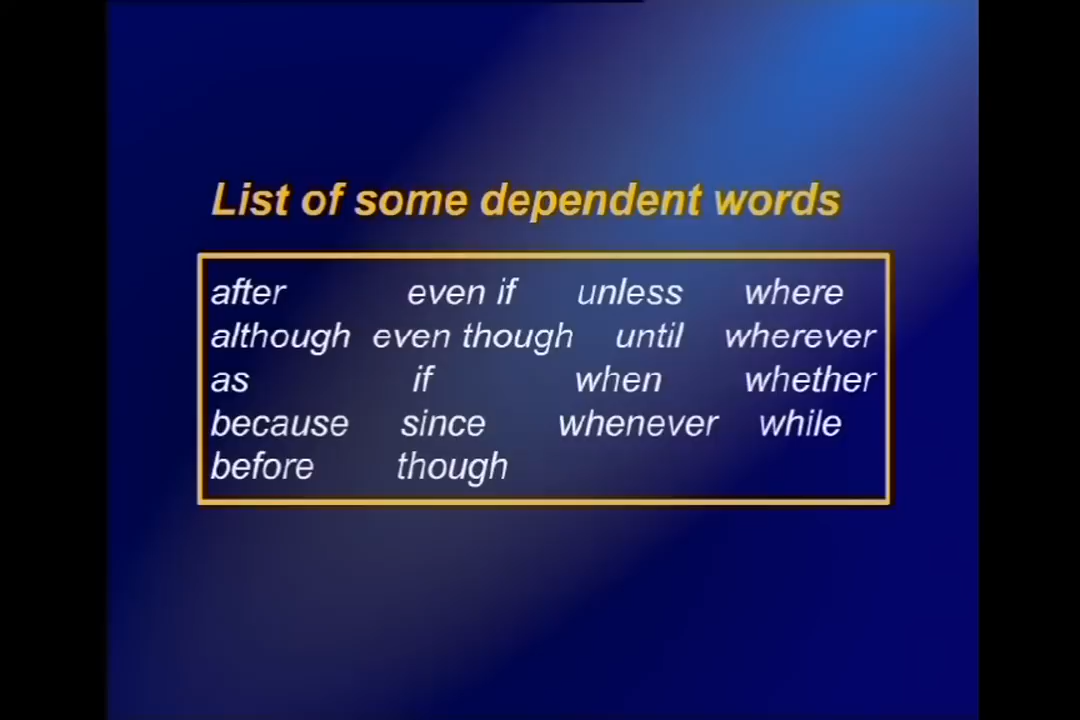 List of some dependent words
after even if unless where
although even though until wherever
as if when whether
because since whenever while
before though